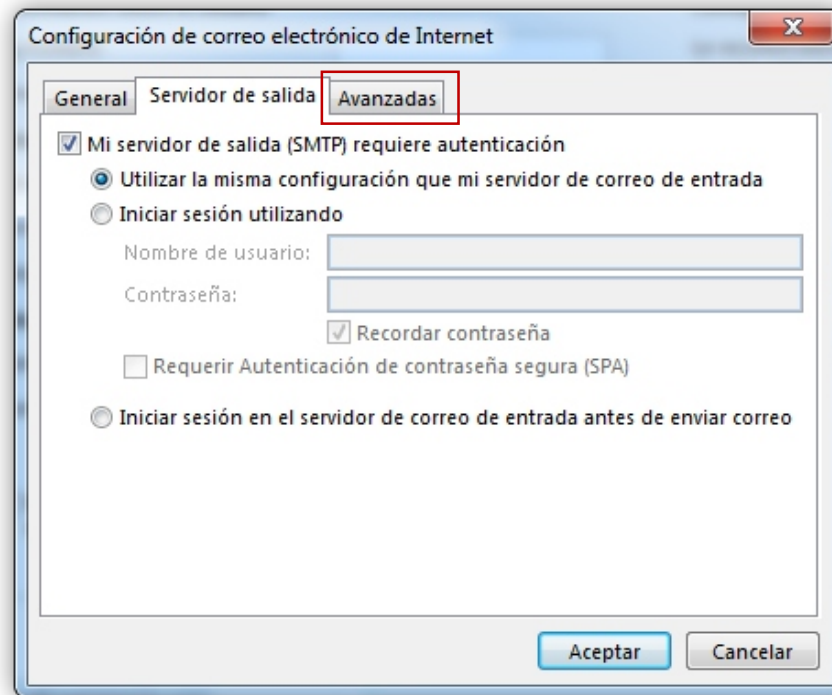 Configuración de correo electrónico de Internet
General Servidor de salida Avanzadas
Mi servidor de salida (SMTP) requiere autenticación
Utilizar la misma configuración que mi servidor de correo de entrada
Iniciar sesión utilizando
Nombre de usuario:
Contraseña:
Recordar contraseña
Requerir Autenticación de contraseña segura (SPA)
Iniciar sesión en el servidor de correo de entrada antes de enviar correo
Aceptar Cancelar